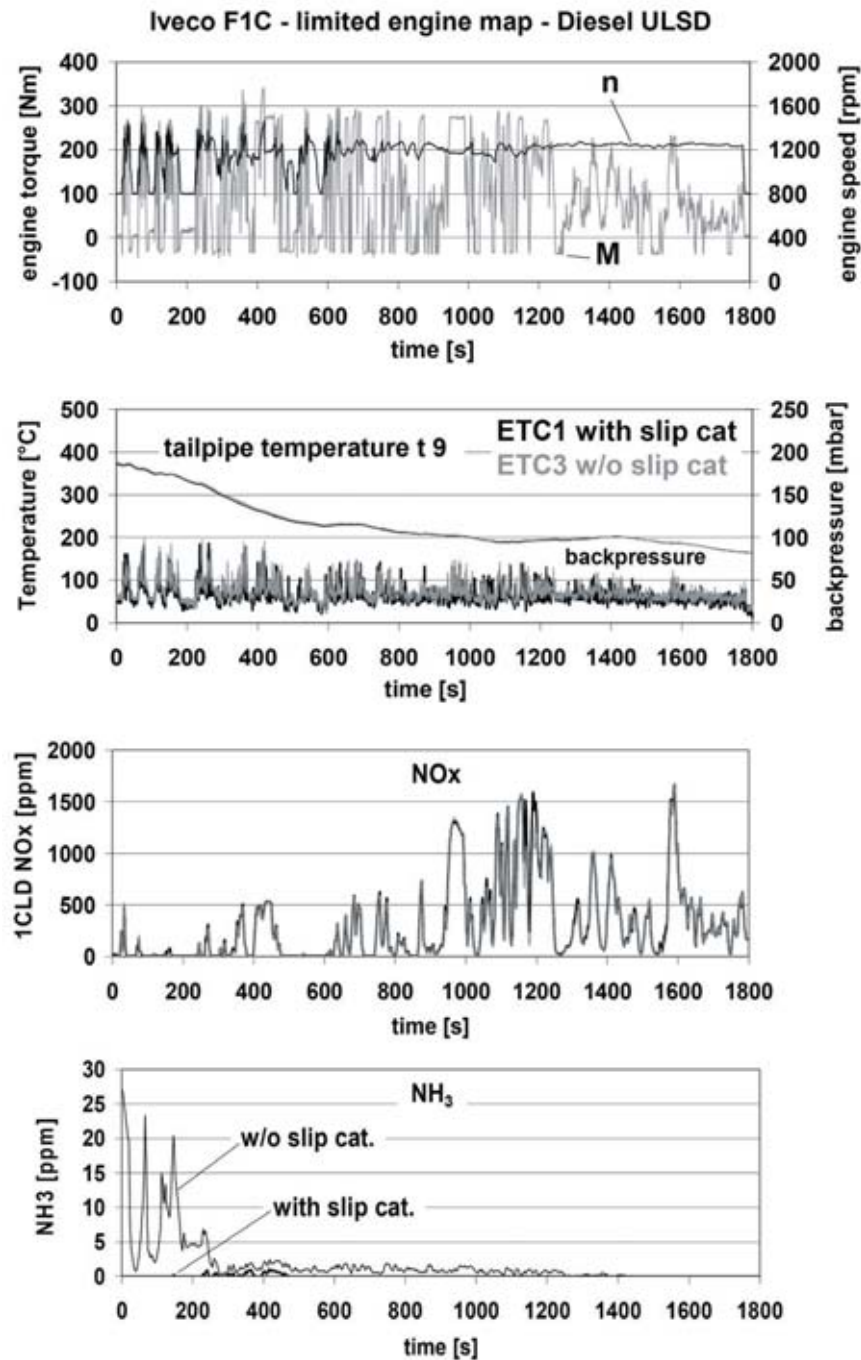 Iveco F1C - limited engine map - Diesel ULSD
engine torque [Nm]
400
300
200
100
0
-100
n
M
2000
1600
1200
800
400
0
engine speed [rpm]
0 200 400 600 800 1000 1200 1400 1600 1800
time [s]
Temperature [°C]
500
400
300
200
100
0
tailpipe temperature t 9
ETC1 with slip cat
ETC3 w/o slip cat
backpressure
250
200
150
100
50
0
backpressure [mbar]
0 200 400 600 800 1000 1200 1400 1600 1800
time [s]
1CLD NOx [ppm]
2000
1500
1000
500
0
NOx
0 200 400 600 800 1000 1200 1400 1600 1800
time [s]
NH3 [ppm]
30
25
20
15
10
5
0
NH₃
w/o slip cat.
with slip cat.
0 200 400 600 800 1000 1200 1400 1600 1800
time [s]